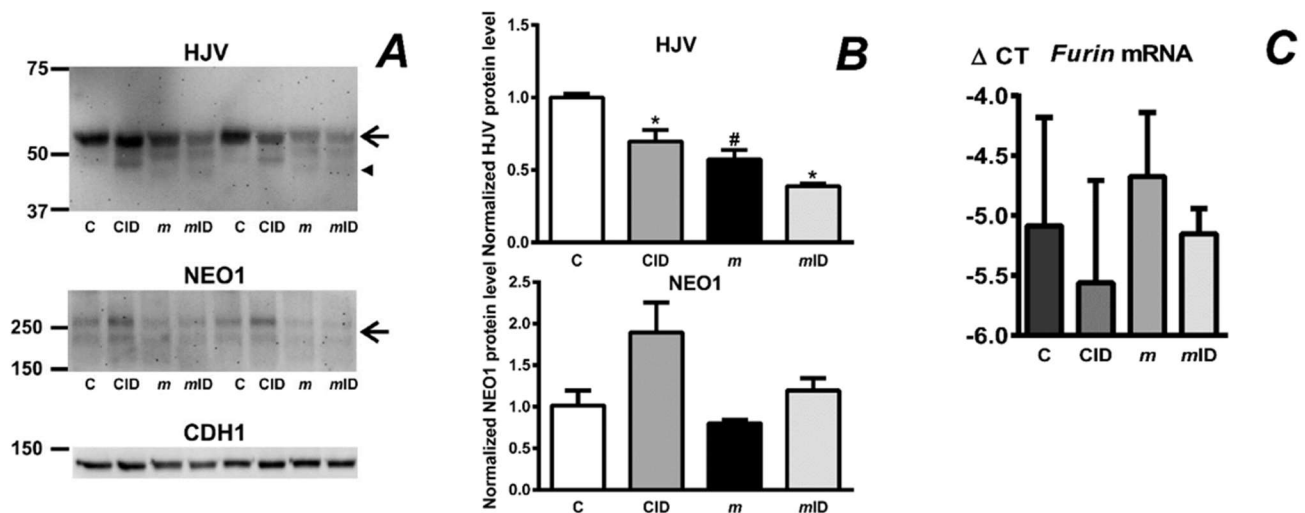 A
HJV
75
50
37
C CID m mID C CID m mID
NEO1
250
150
C CID m mID C CID m mID
CDH1
150
B
HJV
Normalized HJV protein level
1.5
1.0
0.5
0.0
* # *
C CID m mID
NEO1
Normalized NEO1 protein level
2.5
2.0
1.5
1.0
0.5
0.0
C CID m mID
C
Δ CT Furin mRNA
-4.0
-4.5
-5.0
-5.5
-6.0
C CID m mID